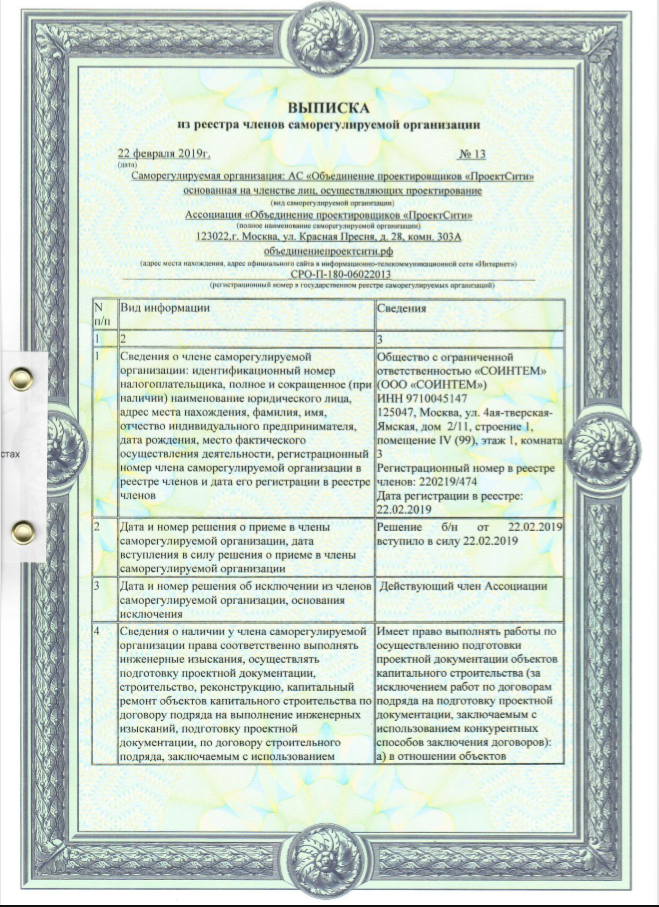 ВЫПИСКА
из реестра членов саморегулируемой организации
22 февраля 2019г. № 13
(дата)
Саморегулируемая организация: АС «Объединение проектировщиков «ПроектСити»
основанная на членстве лиц, осуществляющих проектирование
(вид саморегулируемой организации)
Ассоциация «Объединение проектировщиков «ПроектСити»
(полное наименование саморегулируемой организации)
123022,г. Москва, ул. Красная Пресня, д. 28, комн. 303А
объединениепроектсити.рф
(адрес места нахождения, адрес официального сайта в информационно-телекоммуникационной сети «Интернет»)
СРО-П-180-06022013
(регистрационный номер в государственном реестре саморегулируемых организаций)
N п/п
Вид информации
Сведения
1
2
3
1
Сведения о члене саморегулируемой
организации: идентификационный номер
налогоплательщика, полное и сокращенное (при
наличии) наименование юридического лица,
адрес места нахождения, фамилия, имя,
отчество индивидуального предпринимателя,
дата рождения, место фактического
осуществления деятельности, регистрационный
номер члена саморегулируемой организации в
реестре членов и дата его регистрации в реестре
членов
Общество с ограниченной
ответственностью «СОИНТЕМ»
(ООО «СОИНТЕМ»)
ИНН 9710045147
125047, Москва, ул. 4ая-тверская-
Ямская, дом 2/11, строение 1,
помещение IV (99), этаж 1, комната
3
Регистрационный номер в реестре
членов: 220219/474
Дата регистрации в реестре:
22.02.2019
2
Дата и номер решения о приеме в члены
саморегулируемой организации, дата
вступления в силу решения о приеме в члены
саморегулируемой организации
Решение б/н от 22.02.2019
вступило в силу 22.02.2019
3
Дата и номер решения об исключении из членов
саморегулируемой организации, основания
исключения
Действующий член Ассоциации
4
Сведения о наличии у члена саморегулируемой
организации права соответственно выполнять
инженерные изыскания, осуществлять
подготовку проектной документации,
строительство, реконструкцию, капитальный
ремонт объектов капитального строительства по
договору подряда на выполнение инженерных
изысканий, подготовку проектной
документации, по договору строительного
подряда, заключаемым с использованием
Имеет право выполнять работы по
осуществлению подготовки
проектной документации объектов
капитального строительства (за
исключением работ по договорам
подряда на подготовку проектной
документации, заключаемым с
использованием конкурентных
способов заключения договоров):
а) в отношении объектов
стах